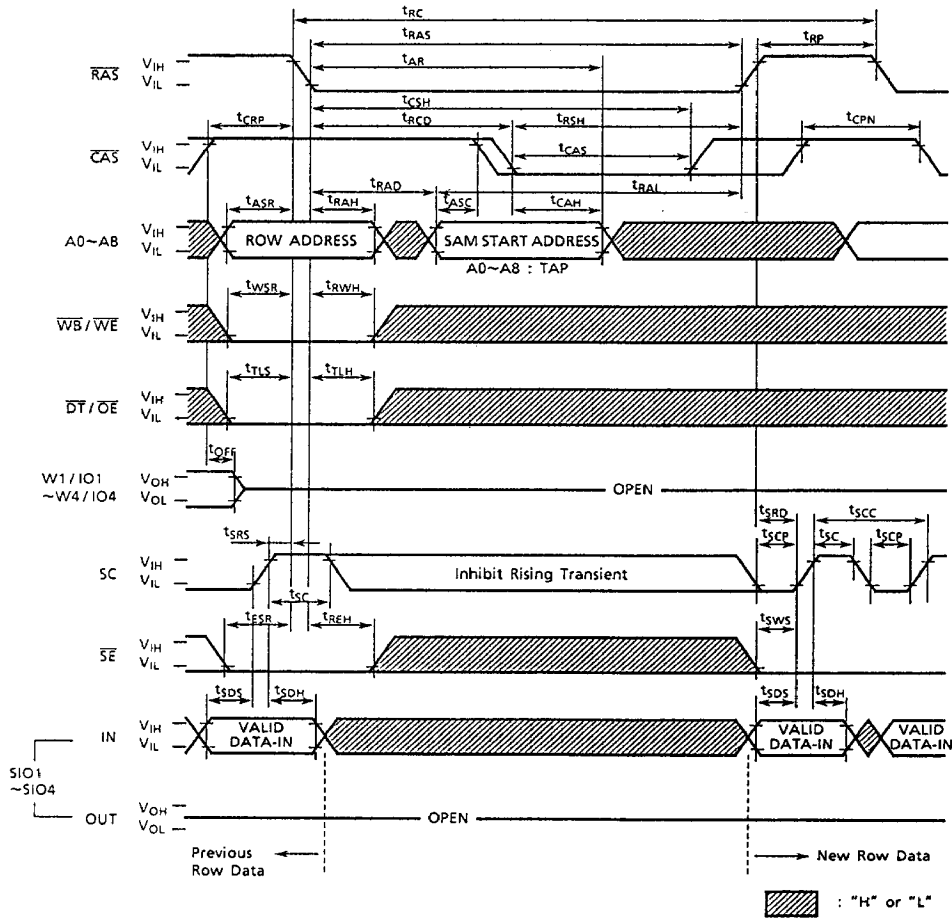 tRC
tRAS
tRP
tAR
RAS
VIH
VIL
tCSH
tCRP
tRCD
tRSH
tCPN
CAS
VIH
VIL
tCAS
tRAD
tRAL
tASR
tRAH
tASC
tCAH
A0~A8
VIH
VIL
ROW ADDRESS
SAM START ADDRESS
A0~A8 : TAP
tWSR
tRWH
WB/WE
VIH
VIL
tTLS
tTLH
DT/OE
VIH
VIL
tOFF
W1/IO1
~W4/IO4
VOH
VOL
OPEN
tSRD
tSCC
tSRS
tSCP
tSC
tSCP
SC
VIH
VIL
Inhibit Rising Transient
tSC
tESR
tREH
tSWS
SE
VIH
VIL
tSDS
tSDH
tSDS
tSDH
IN
VIH
VIL
VALID
DATA-IN
VALID
DATA-IN
VALID
DATA-IN
SIO1
~SIO4
OUT
VOH
VOL
OPEN
Previous
Row Data
New Row Data
: "H" or "L"